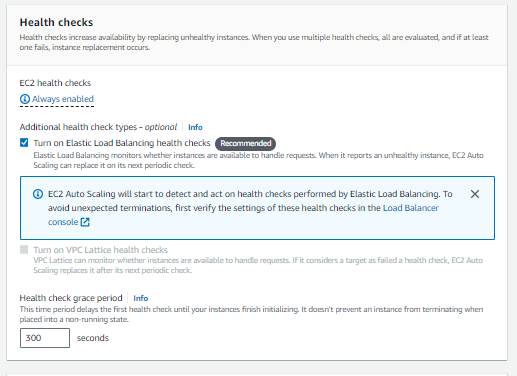 Health checks
Health checks increase availability by replacing unhealthy instances. When you use multiple health checks, all are evaluated, and if at least
one fails, instance replacement occurs.
EC2 health checks
Always enabled
Additional health check types - optional | Info
Turn on Elastic Load Balancing health checks Recommended
Elastic Load Balancing monitors whether instances are available to handle requests. When it reports an unhealthy instance, EC2 Auto
Scaling can replace it on its next periodic check.
EC2 Auto Scaling will start to detect and act on health checks performed by Elastic Load Balancing. To
avoid unexpected terminations, first verify the settings of these health checks in the Load Balancer
console
Turn on VPC Lattice health checks
VPC Lattice can monitor whether instances are available to handle requests. If it considers a target as failed a health check, EC2 Auto
Scaling replaces it after its next periodic check.
Health check grace period | Info
This time period delays the first health check until your instances finish initializing. It doesn't prevent an instance from terminating when
placed into a non-running state.
300 seconds